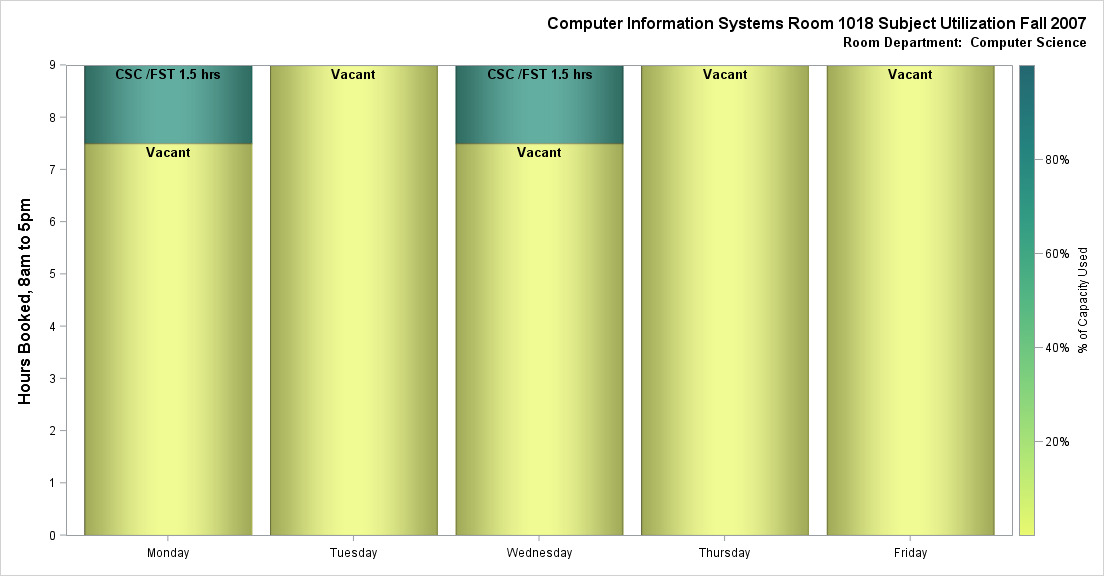 Computer Information Systems Room 1018 Subject Utilization Fall 2007
Room Department:  Computer Science
Hours Booked, 8am to 5pm
9
8
7
6
5
4
3
2
1
0
CSC /FST 1.5 hrs
Vacant
Vacant
CSC /FST 1.5 hrs
Vacant
Vacant
Vacant
Monday
Tuesday
Wednesday
Thursday
Friday
80%
60%
40%
20%
% of Capacity Used